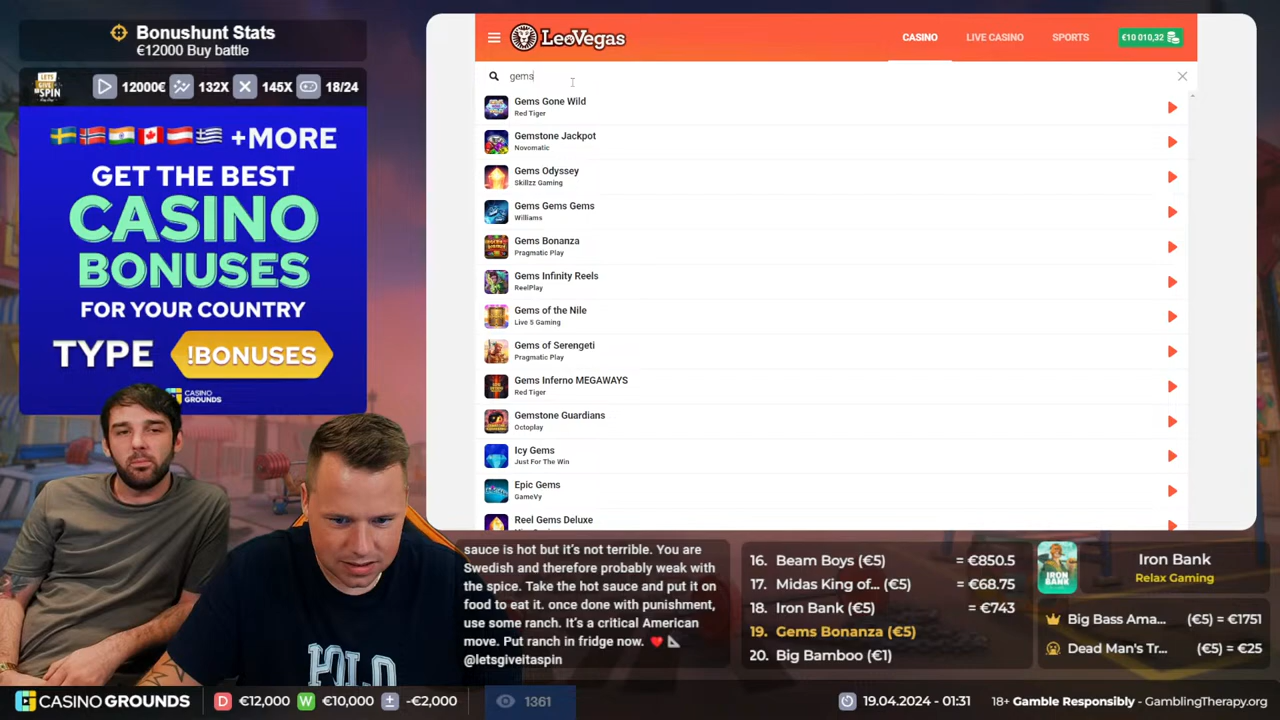 Bonushunt Stats
€12000 Buy battle
LETS GIVE IT A SPIN
12000€ 132X 145X 18/24
+MORE
GET THE BEST
CASINO
BONUSES
FOR YOUR COUNTRY
TYPE !BONUSES
CASINO
GROUNDS
LeoVegas
CASINO
LIVE CASINO
SPORTS
€10 010,32
gems
Gems Gone Wild
Red Tiger
Gemstone Jackpot
Novomatic
Gems Odyssey
Skillzz Gaming
Gems Gems Gems
Williams
Gems Bonanza
Pragmatic Play
Gems Infinity Reels
ReelPlay
Gems of the Nile
Live 5 Gaming
Gems of Serengeti
Pragmatic Play
Gems Inferno MEGAWAYS
Red Tiger
Gemstone Guardians
Octoplay
Icy Gems
Just For The Win
Epic Gems
GameVy
Reel Gems Deluxe
sauce is hot but it's not terrible. You are
Swedish and therefore probably weak with
the spice. Take the hot sauce and put it on
food to eat it. once done with punishment,
use some ranch. It's a critical American
move. Put ranch in fridge now.
@letsgiveitaspin
16. Beam Boys (€5) = €850.5
17. Midas King of... (€5) = €68.75
18. Iron Bank (€5) = €743
19. Gems Bonanza (€5)
20. Big Bamboo (€1)
IRON BANK
Iron Bank
Relax Gaming
Big Bass Ama... (€5) = €1751
Dead Man's Tr... (€5) = €25
POLO
CASINOGROUNDS
D €12,000 W €10,000 ± -€2,000
1361
19.04.2024 - 01:31
18+ Gamble Responsibly - GamblingTherapy.org